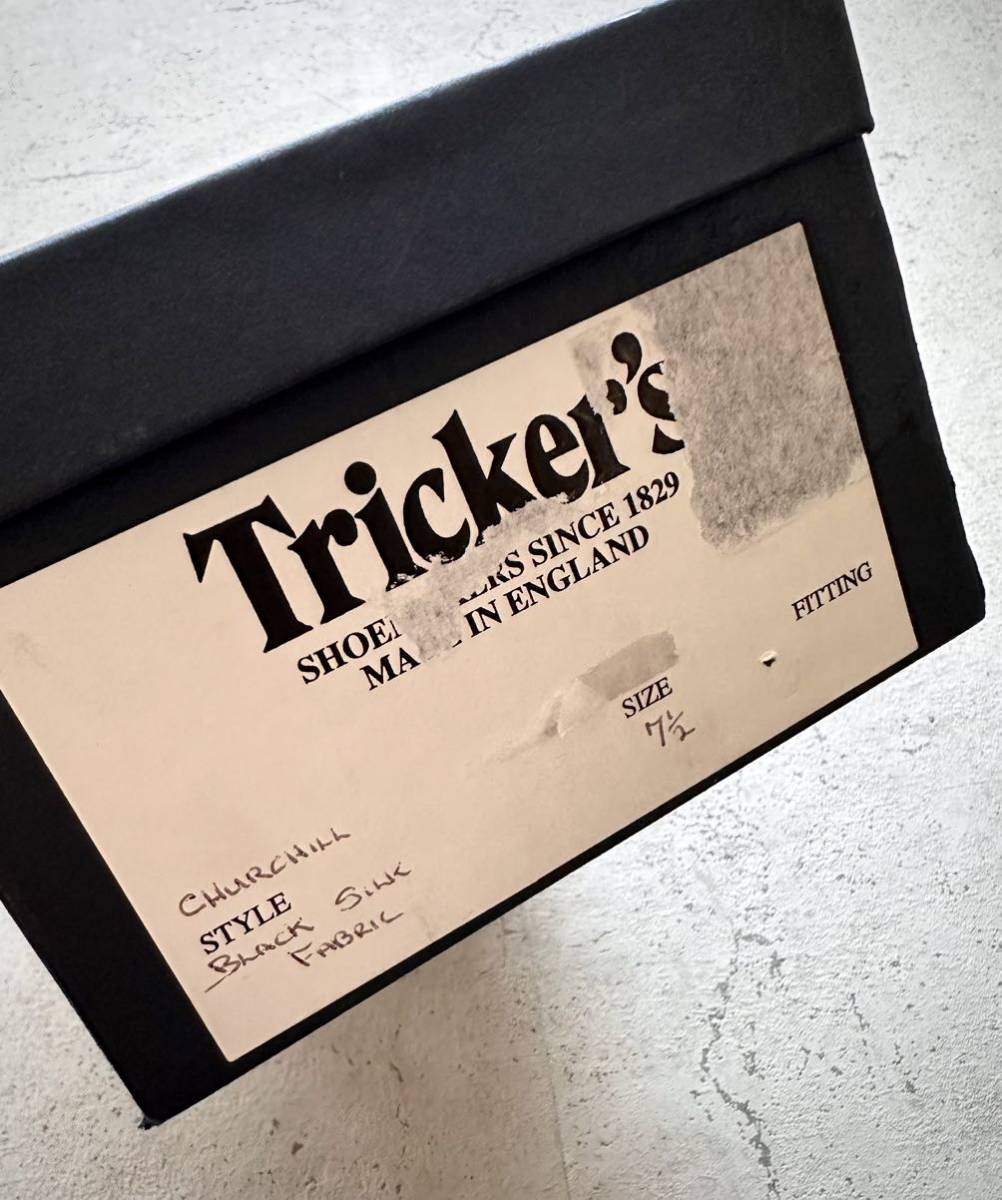 Tricker's
SINCE 1829
IN ENGLAND
FITTING
SIZE
7½
CHURCHILL
STYLE
BLACK SILK
FABRIC